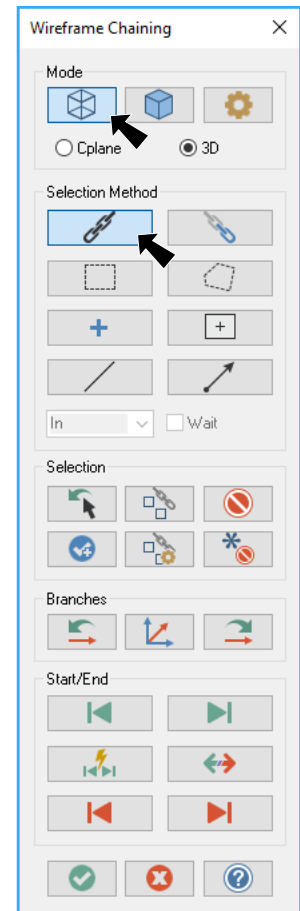 Wireframe Chaining
Mode
Cplane 3D
Selection Method
In Wait
Selection
Branches
Start/End